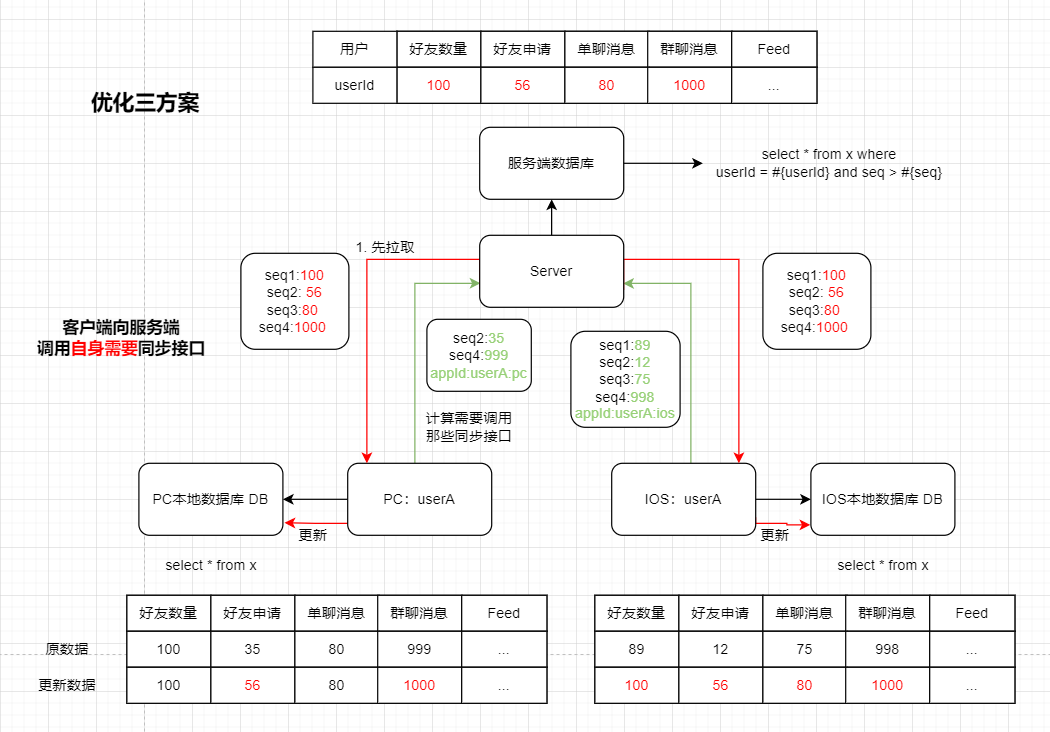 用户 好友数量 好友申请 单聊消息 群聊消息 Feed
userId 100 56 80 1000 ...
优化三方案
服务端数据库
select * from x where
userId = #{userId} and seq > #{seq}
1. 先拉取
Server
seq1:100
seq2: 56
seq3:80
seq4:1000
seq1:100
seq2: 56
seq3:80
seq4:1000
客户端向服务端
调用自身需要同步接口
seq2:35
seq4:999
appId:userA:pc
seq1:89
seq2:12
seq3:75
seq4:998
appId:userA:ios
计算需要调用
那些同步接口
PC本地数据库 DB
PC：userA
IOS：userA
IOS本地数据库 DB
更新
更新
select * from x
select * from x
好友数量 好友申请 单聊消息 群聊消息 Feed
原数据 100 35 80 999 ...
更新数据 100 56 80 1000 ...
好友数量 好友申请 单聊消息 群聊消息 Feed
89 12 75 998 ...
100 56 80 1000 ...